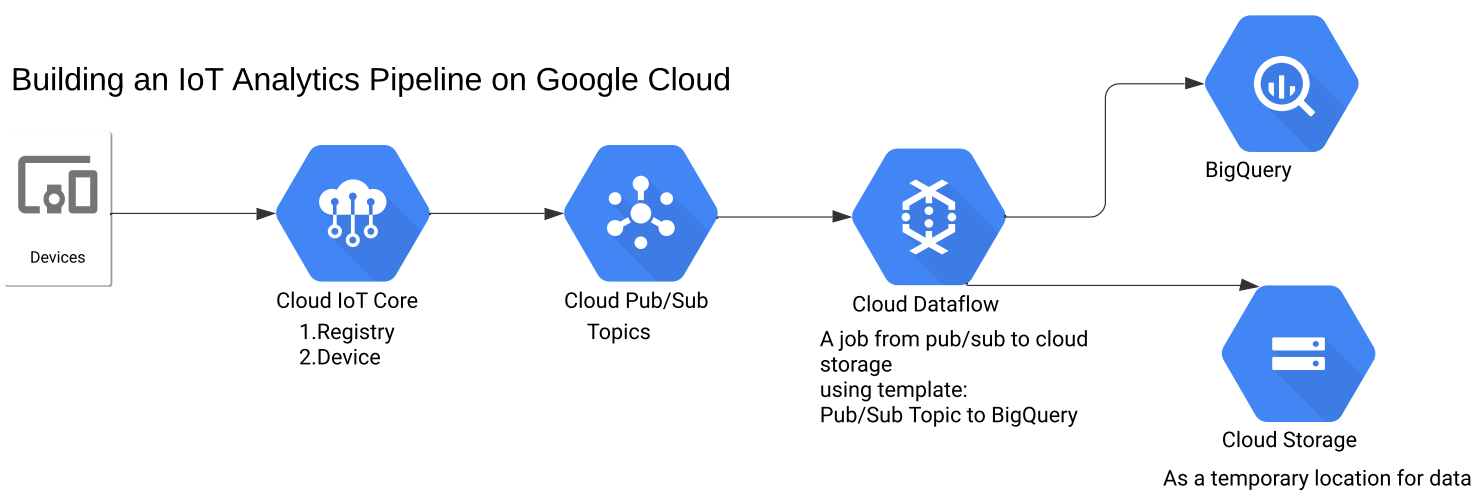 Building an IoT Analytics Pipeline on Google Cloud
Devices
Cloud IoT Core
1.Registry
2.Device
Cloud Pub/Sub
Topics
Cloud Dataflow
A job from pub/sub to cloud
storage
using template:
Pub/Sub Topic to BigQuery
BigQuery
Cloud Storage
As a temporary location for data